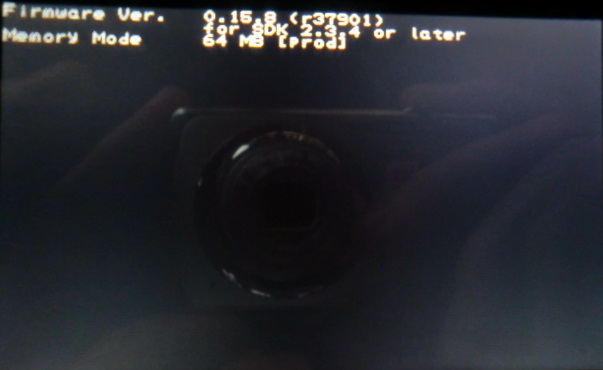 Firmware Ver. 0.15.8 (r37901)
for SDK 2.3.4 or later
Memory Mode 64 MB [Prod]